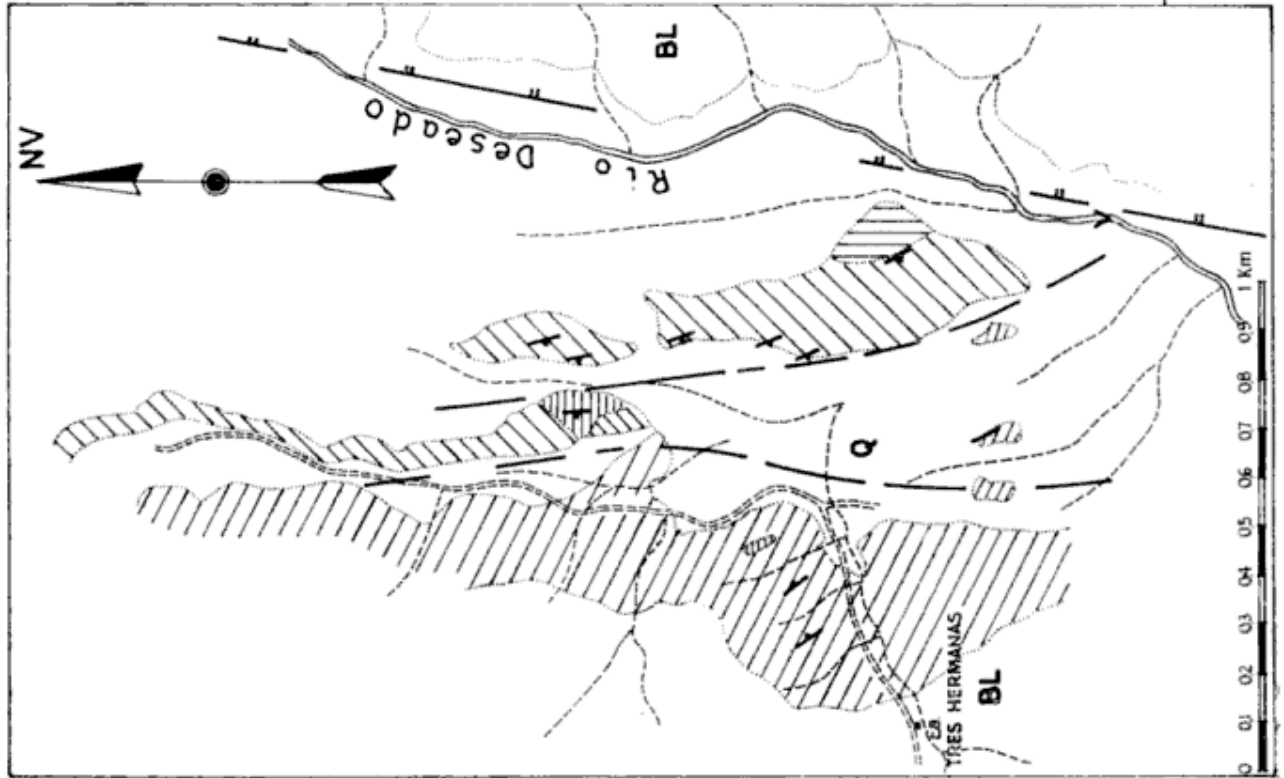 NV
BL
Rio Deseado
Q
Ea.
TRES HERMANAS
BL
0 0,1 0,2 0,3 0,4 0,5 0,6 0,7 0,8 0,9 1 Km